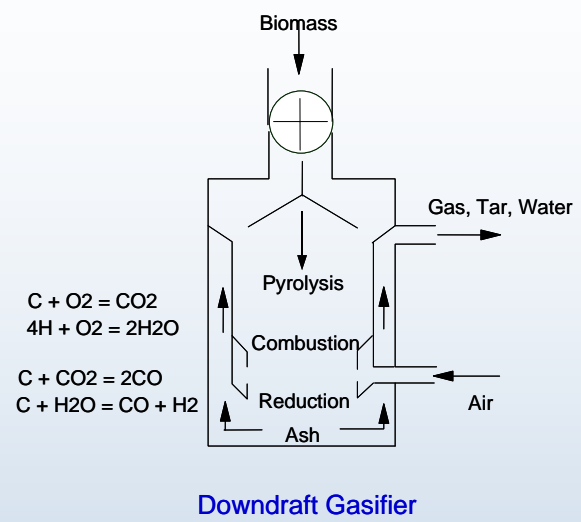 Biomass
Gas, Tar, Water
Pyrolysis
C + O2 = CO2
4H + O2 = 2H2O
Combustion
C + CO2 = 2CO
C + H2O = CO + H2
Reduction
Air
Ash
Downdraft Gasifier